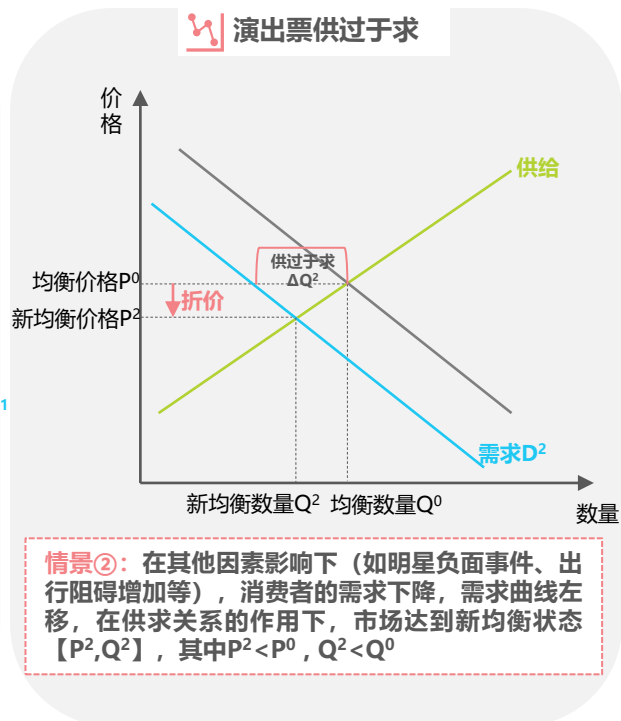 演出票供过于求
价
格
供给
供过于求
ΔQ²
均衡价格P⁰
折价
新均衡价格P²
1
需求D²
新均衡数量Q² 均衡数量Q⁰
数量
情景②：在其他因素影响下（如明星负面事件、出
行阻碍增加等），消费者的需求下降，需求曲线左
移，在供求关系的作用下，市场达到新均衡状态
【P²,Q²】，其中P²<P⁰ , Q²<Q⁰